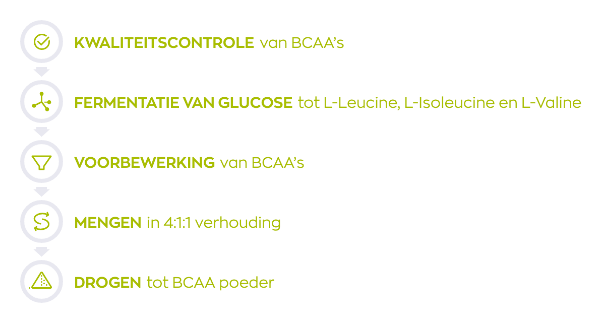 KWALITEITSCONTROLE van BCAA's
FERMENTATIE VAN GLUCOSE tot L-Leucine, L-Isoleucine en L-Valine
VOORBEWERKING van BCAA's
MENGEN in 4:1:1 verhouding
DROGEN tot BCAA poeder